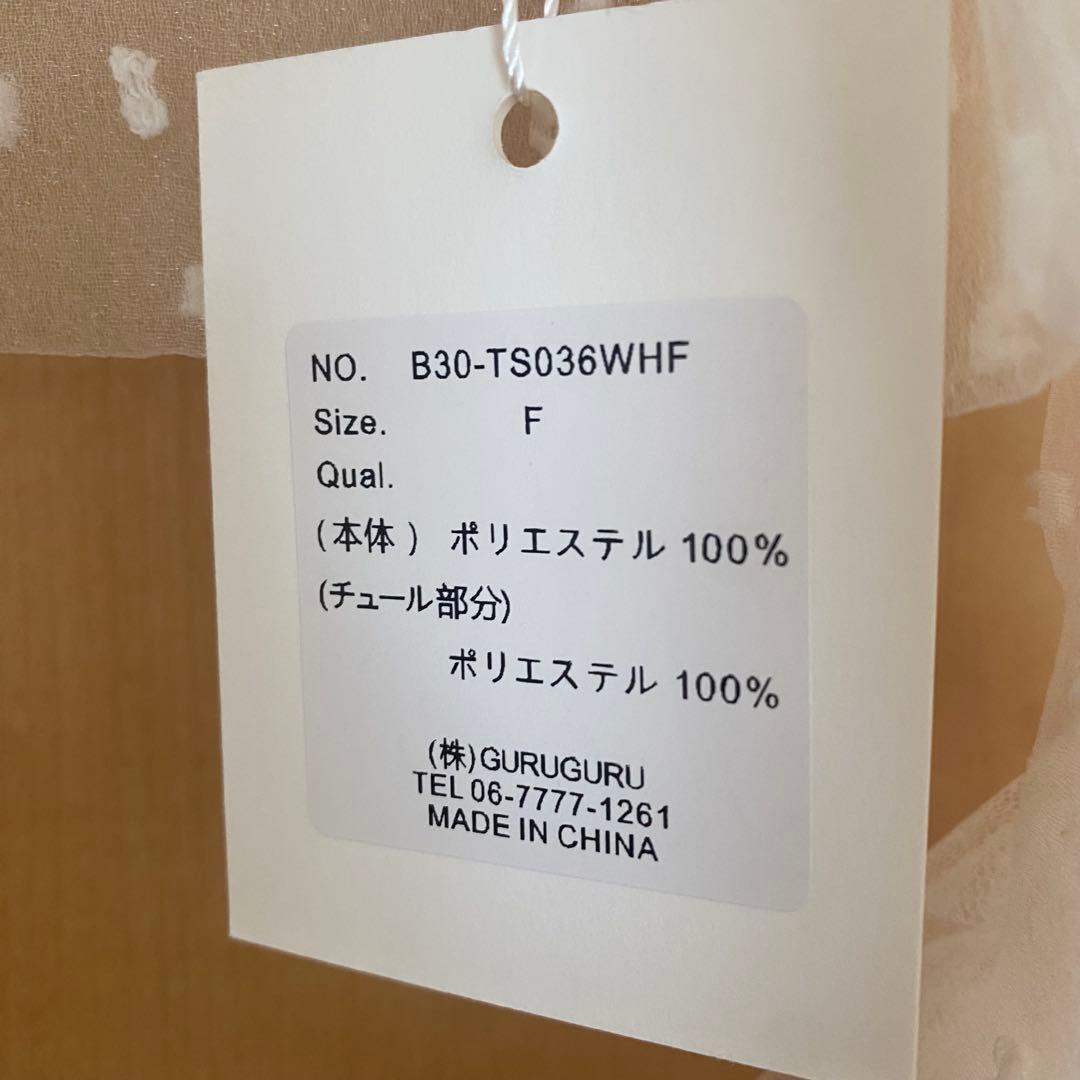 NO. B30-TS036WHF
Size. F
Qual.
(本体) ポリエステル 100%
(チュール部分)
ポリエステル 100%
(株)GURUGURU
TEL 06-7777-1261
MADE IN CHINA